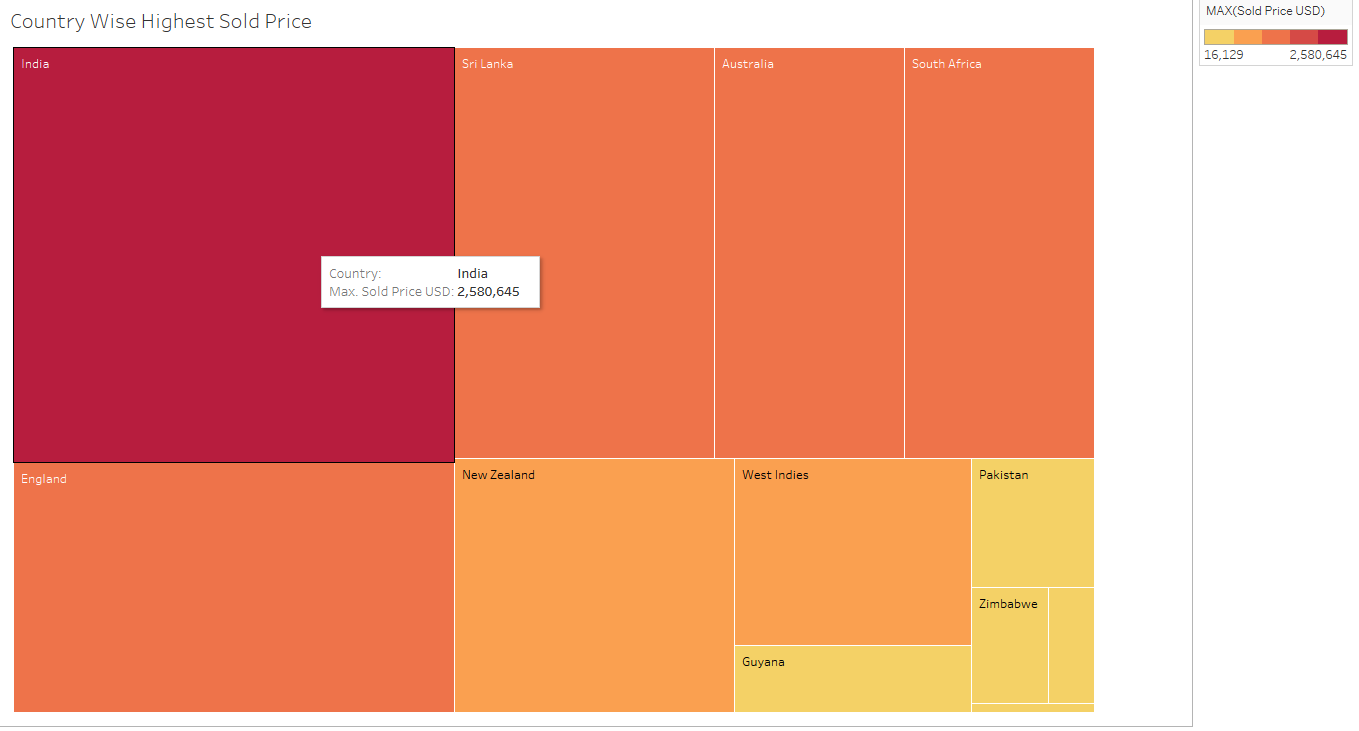 Country Wise Highest Sold Price
MAX(Sold Price USD)
16,129 2,580,645
India
Sri Lanka
Australia
South Africa
Country: India
Max. Sold Price USD: 2,580,645
England
New Zealand
West Indies
Pakistan
Zimbabwe
Guyana